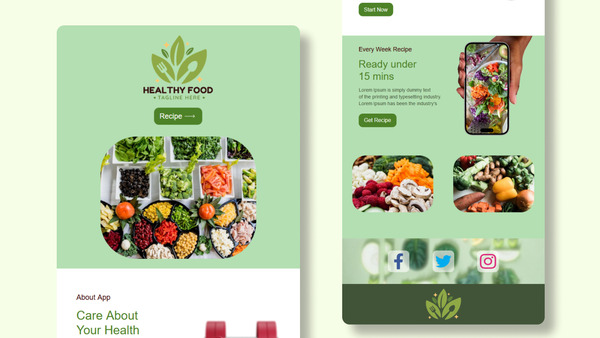 HEALTHY FOOD
TAGLINE HERE
Recipe
About App
Care About
Your Health
Start Now
Every Week Recipe
Ready under
15 mins
Lorem Ipsum is simply dummy text
of the printing and typesetting industry.
Lorem Ipsum has been the industry's
Get Recipe